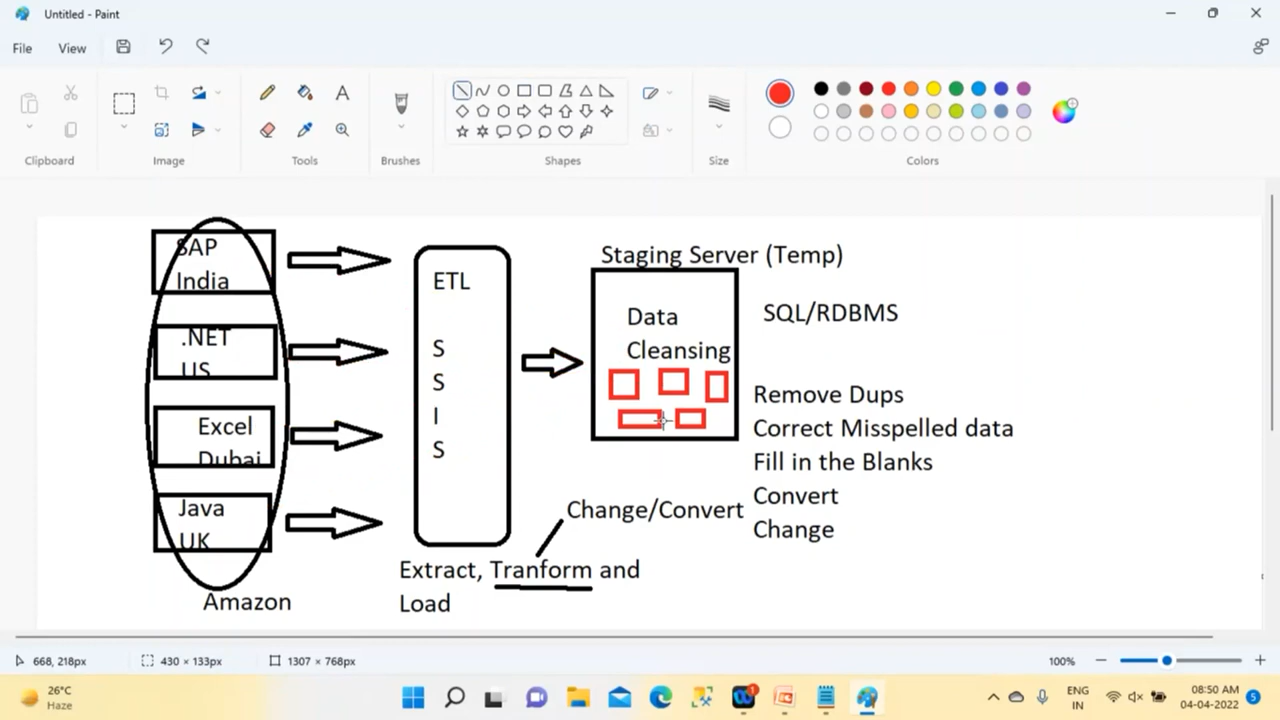 Untitled - Paint
File
View
Clipboard
Image
Tools
Brushes
Shapes
Size
Colors
A
SAP
India
.NET
US
Excel
Dubai
Java
UK
Amazon
ETL
S
S
I
S
Extract, Tranform and
Load
Change/Convert
Staging Server (Temp)
Data
Cleansing
SQL/RDBMS
Remove Dups
Correct Misspelled data
Fill in the Blanks
Convert
Change
668, 218px
430 × 133px
1307 × 768px
100%
26°C
Haze
1
ENG
IN
08:50 AM
04-04-2022
5